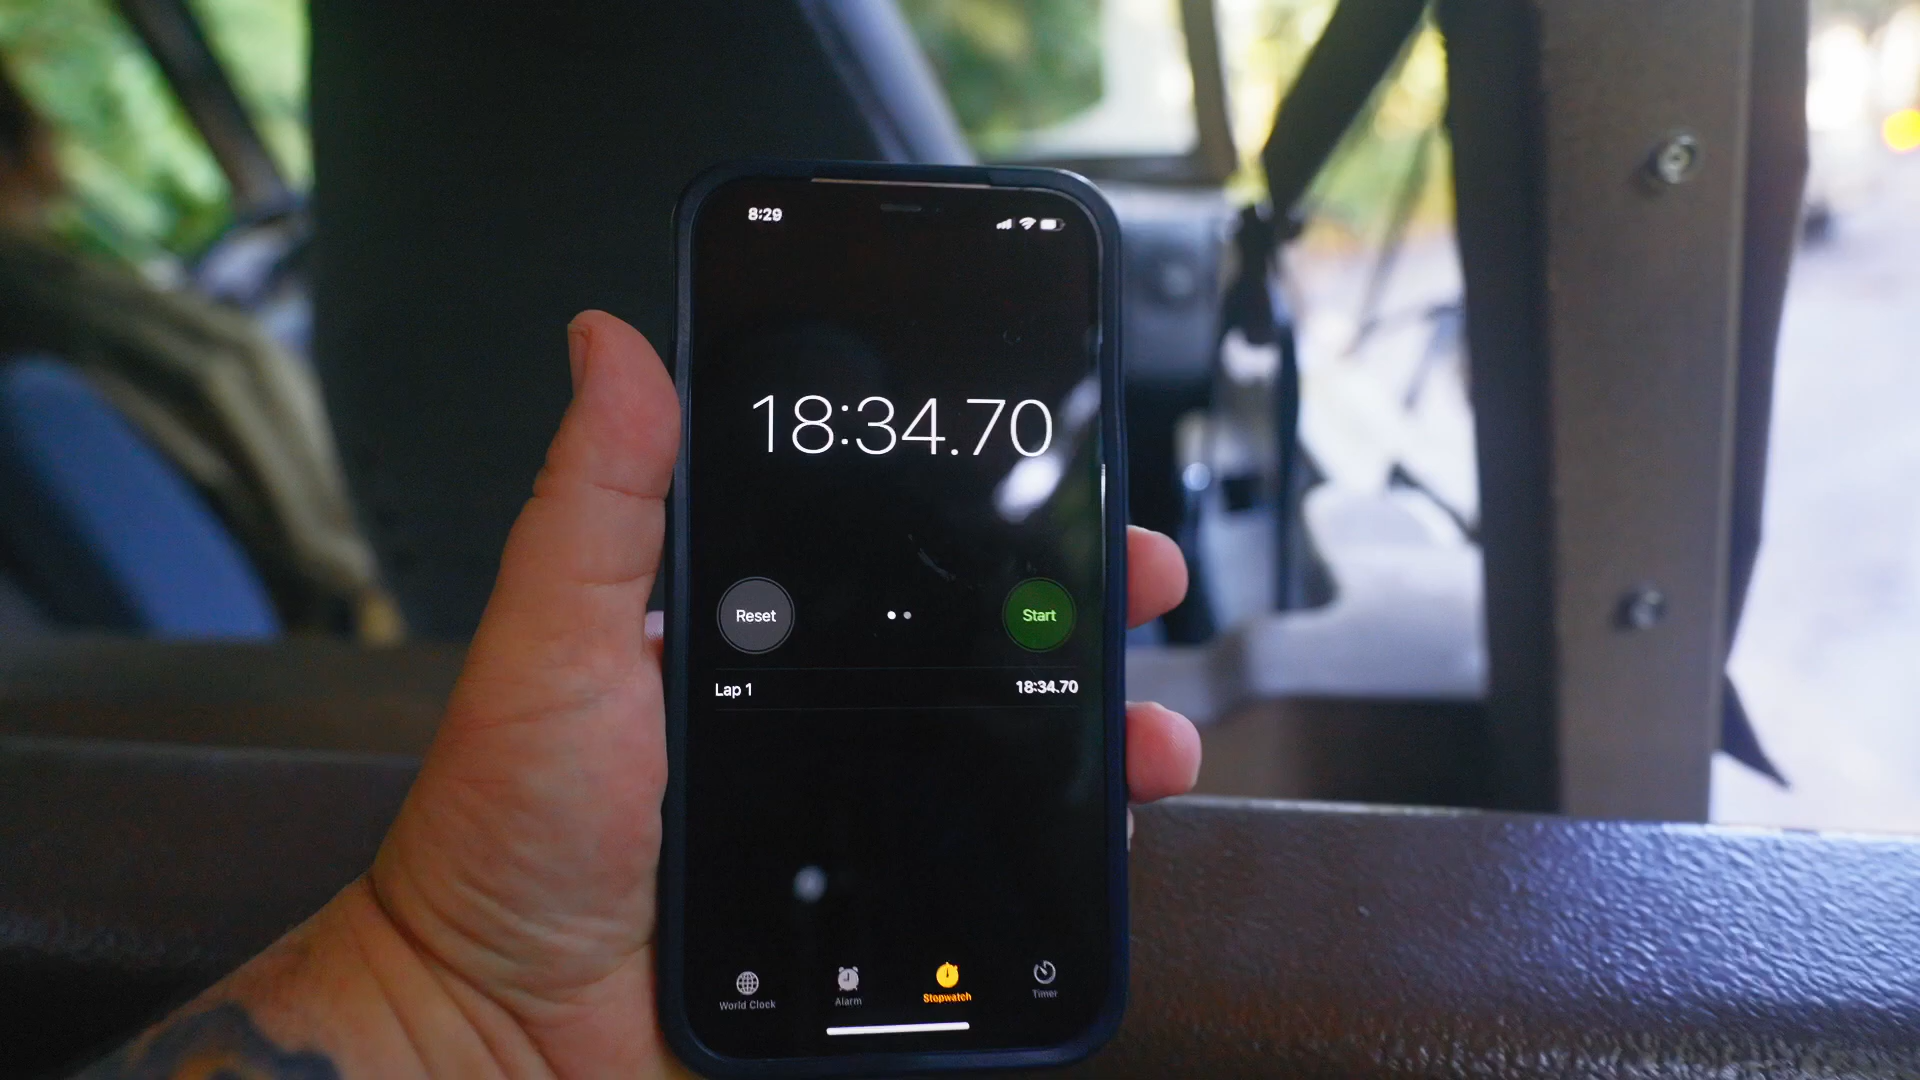 8:29
18:34.70
Reset
Start
Lap 1 18:34.70
World Clock Alarm Stopwatch Timer